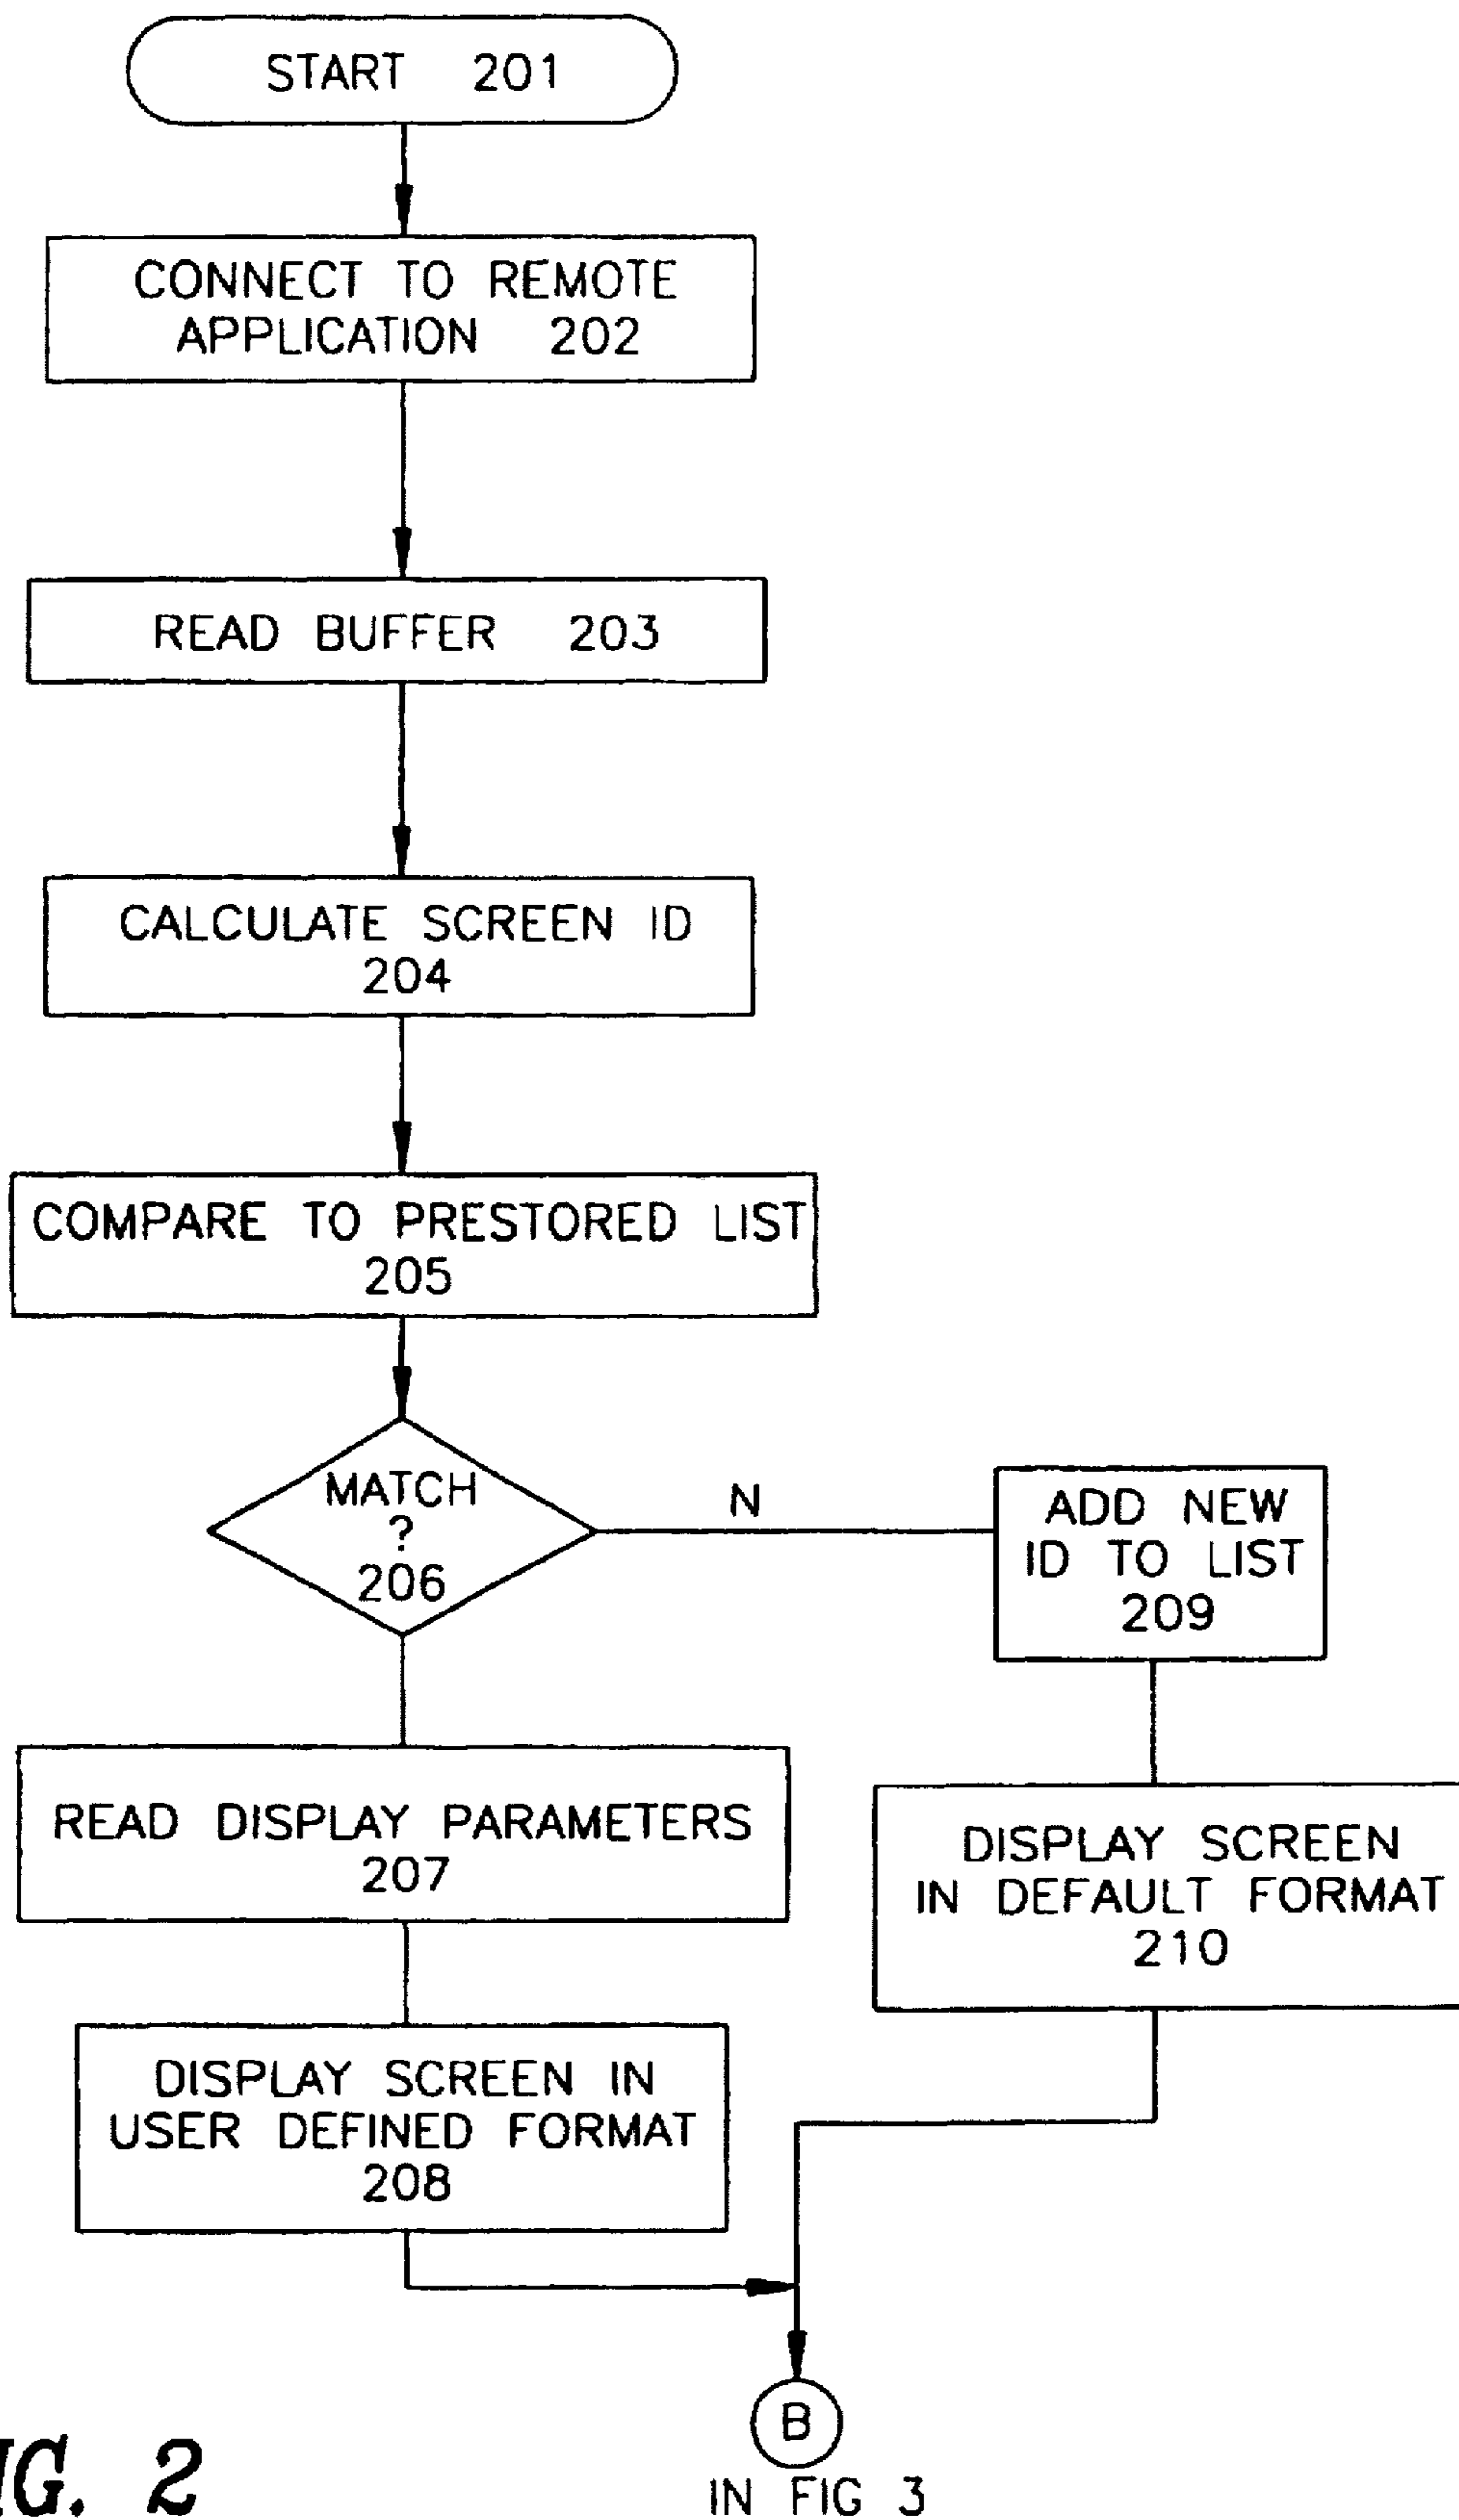 START 201
CONNECT TO REMOTE
APPLICATION 202
READ BUFFER 203
CALCULATE SCREEN ID
204
COMPARE TO PRESTORED LIST
205
MATCH
?
206
N
ADD NEW
ID TO LIST
209
READ DISPLAY PARAMETERS
207
DISPLAY SCREEN
IN DEFAULT FORMAT
210
DISPLAY SCREEN IN
USER DEFINED FORMAT
208
B
IN FIG 3
2